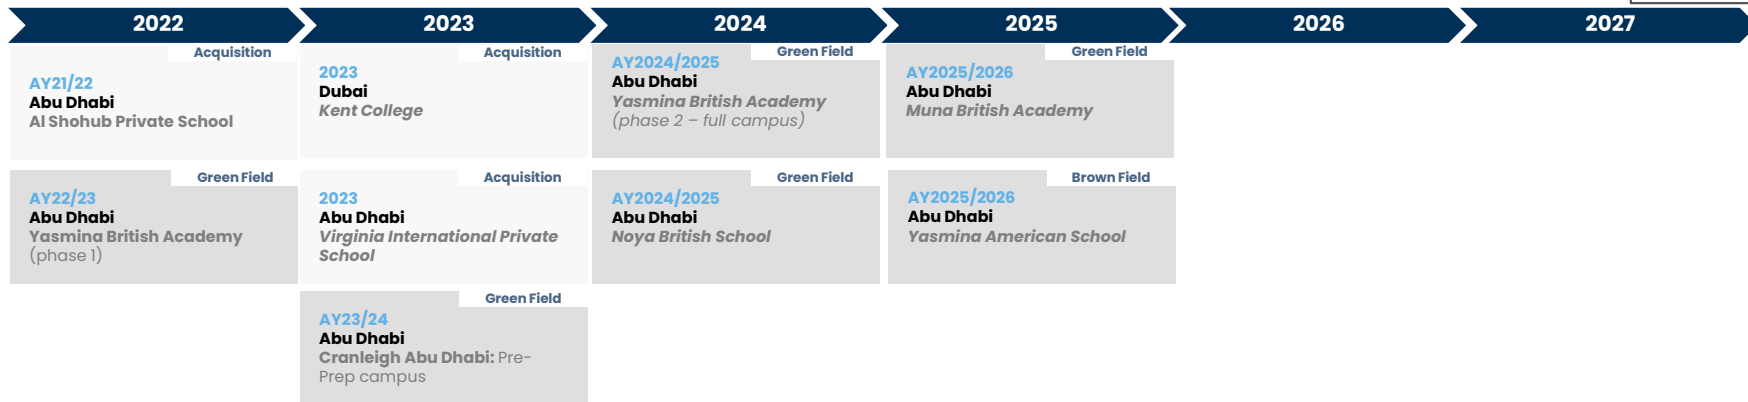 2022
2023
2024
2025
2026
2027
Acquisition
AY21/22
Abu Dhabi
Al Shohub Private School
Green Field
AY22/23
Abu Dhabi
Yasmina British Academy
(phase 1)
Acquisition
2023
Dubai
Kent College
Acquisition
2023
Abu Dhabi
Virginia International Private
School
Green Field
AY23/24
Abu Dhabi
Cranleigh Abu Dhabi: Pre-
Prep campus
Green Field
AY2024/2025
Abu Dhabi
Yasmina British Academy
(phase 2 – full campus)
Green Field
AY2024/2025
Abu Dhabi
Noya British School
Green Field
AY2025/2026
Abu Dhabi
Muna British Academy
Brown Field
AY2025/2026
Abu Dhabi
Yasmina American School